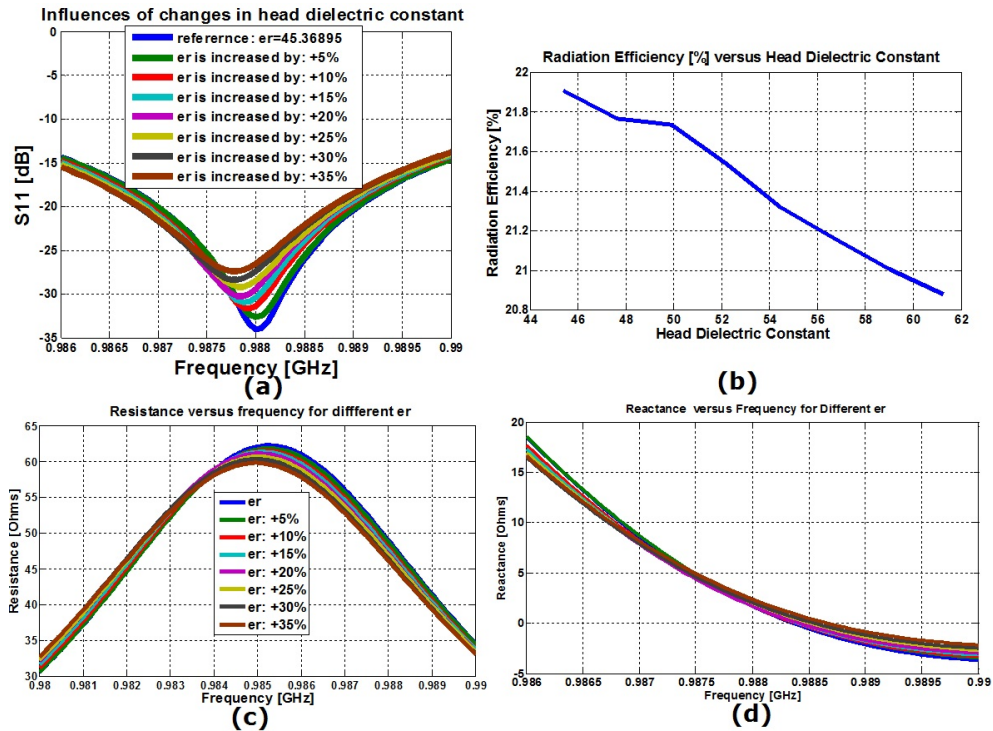 Influences of changes in head dielectric constant
S11 [dB]
0
-5
-10
-15
-20
-25
-30
-35
referernce: er=45.36895
er is increased by: +5%
er is increased by: +10%
er is increased by: +15%
er is increased by: +20%
er is increased by: +25%
er is increased by: +30%
er is increased by: +35%
0.986 0.9865 0.987 0.9875 0.988 0.9885 0.989 0.9895 0.99
Frequency [GHz]
(a)
Radiation Efficiency [%] versus Head Dielectric Constant
Radiation Efficiency [%]
22
21.8
21.6
21.4
21.2
21
20.8
44 46 48 50 52 54 56 58 60 62
Head Dielectric Constant
(b)
Resistance versus frequency for different er
Resistance [Ohms]
65
60
55
50
45
40
35
30
er
er: +5%
er: +10%
er: +15%
er: +20%
er: +25%
er: +30%
er: +35%
0.98 0.981 0.982 0.983 0.984 0.985 0.986 0.987 0.988 0.989 0.99
Frequency [GHz]
(c)
Reactance versus Frequency for Different er
Reactance [Ohms]
20
15
10
5
0
-5
0.986 0.9865 0.987 0.9875 0.988 0.9885 0.989 0.9895 0.99
Frequency [GHz]
(d)